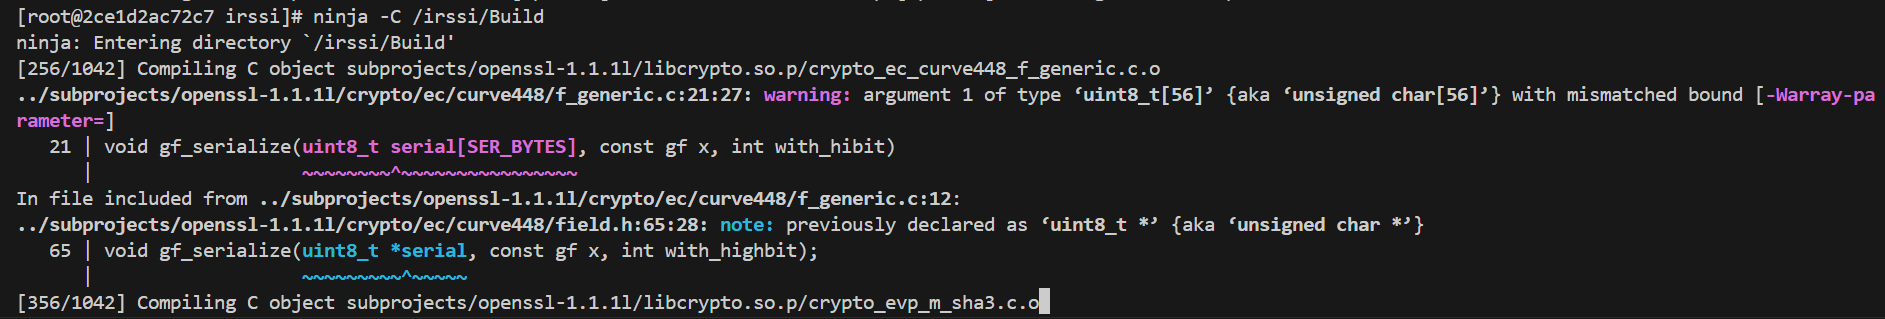 [root@2ce1d2ac72c7 irssi]# ninja -C /irssi/Build
ninja: Entering directory `/irssi/Build'
[256/1042] Compiling C object subprojects/openssl-1.1.1l/libcrypto.so.p/crypto_ec_curve448_f_generic.c.o
../subprojects/openssl-1.1.1l/crypto/ec/curve448/f_generic.c:21:27: warning: argument 1 of type ‘uint8_t[56]’ {aka ‘unsigned char[56]’} with mismatched bound [-Warray-pa
rameter=]
   21 | void gf_serialize(uint8_t serial[SER_BYTES], const gf x, int with_hibit)
      |                   ~~~~~~~~^~~~~~~~~~~~~~~~~
In file included from ../subprojects/openssl-1.1.1l/crypto/ec/curve448/f_generic.c:12:
../subprojects/openssl-1.1.1l/crypto/ec/curve448/field.h:65:28: note: previously declared as ‘uint8_t *’ {aka ‘unsigned char *’}
   65 | void gf_serialize(uint8_t *serial, const gf x, int with_highbit);
      |                   ~~~~~~~~~^~~~~~
[356/1042] Compiling C object subprojects/openssl-1.1.1l/libcrypto.so.p/crypto_evp_m_sha3.c.o